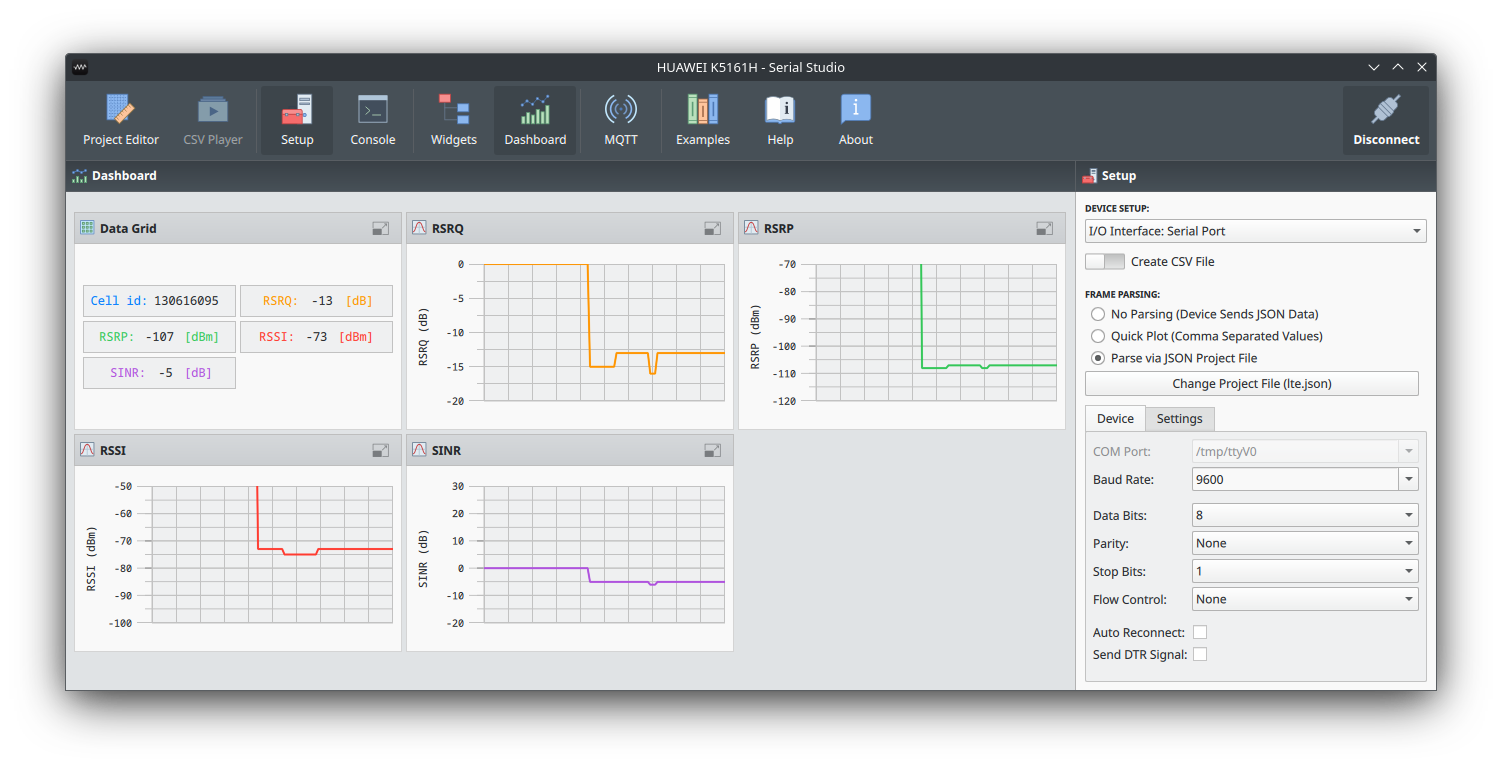 HUAWEI K5161H - Serial Studio
Project Editor
CSV Player
Setup
Console
Widgets
Dashboard
MQTT
Examples
Help
About
Disconnect
Dashboard
Data Grid
Cell id: 130616095
RSRQ: -13 [dB]
RSRP: -107 [dBm]
RSSI: -73 [dBm]
SINR: -5 [dB]
RSRQ
RSRQ (dB)
0
-5
-10
-15
-20
RSRP
RSRP (dBm)
-70
-80
-90
-100
-110
-120
RSSI
RSSI (dBm)
-50
-60
-70
-80
-90
-100
SINR
SINR (dB)
30
20
10
0
-10
-20
Setup
DEVICE SETUP:
I/O Interface: Serial Port
Create CSV File
FRAME PARSING:
No Parsing (Device Sends JSON Data)
Quick Plot (Comma Separated Values)
Parse via JSON Project File
Change Project File (lte.json)
Device
Settings
COM Port: /tmp/ttyV0
Baud Rate: 9600
Data Bits: 8
Parity: None
Stop Bits: 1
Flow Control: None
Auto Reconnect:
Send DTR Signal: